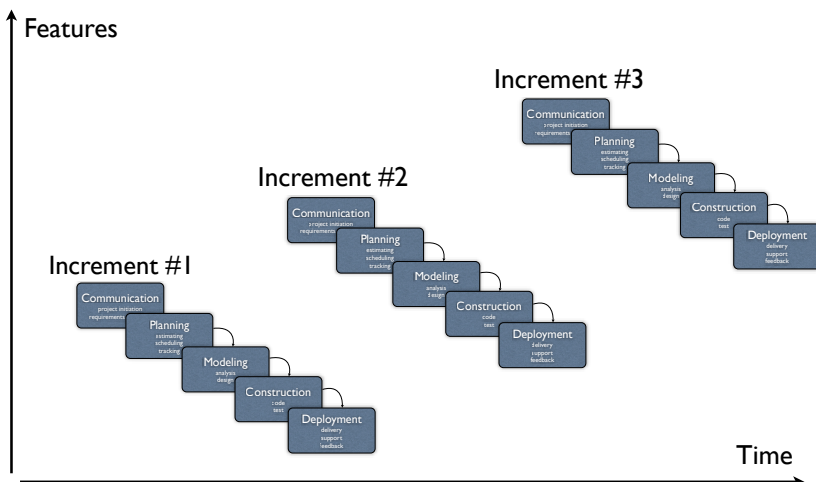 Features
Increment #3
Communication
project initiation
requirements
Planning
estimating
scheduling
tracking
Modeling
analysis
design
Construction
code
test
Deployment
delivery
support
feedback
Increment #2
Communication
project initiation
requirements
Planning
estimating
scheduling
tracking
Modeling
analysis
design
Construction
code
test
Deployment
delivery
support
feedback
Increment #1
Communication
project initiation
requirements
Planning
estimating
scheduling
tracking
Modeling
analysis
design
Construction
code
test
Deployment
delivery
support
feedback
Time